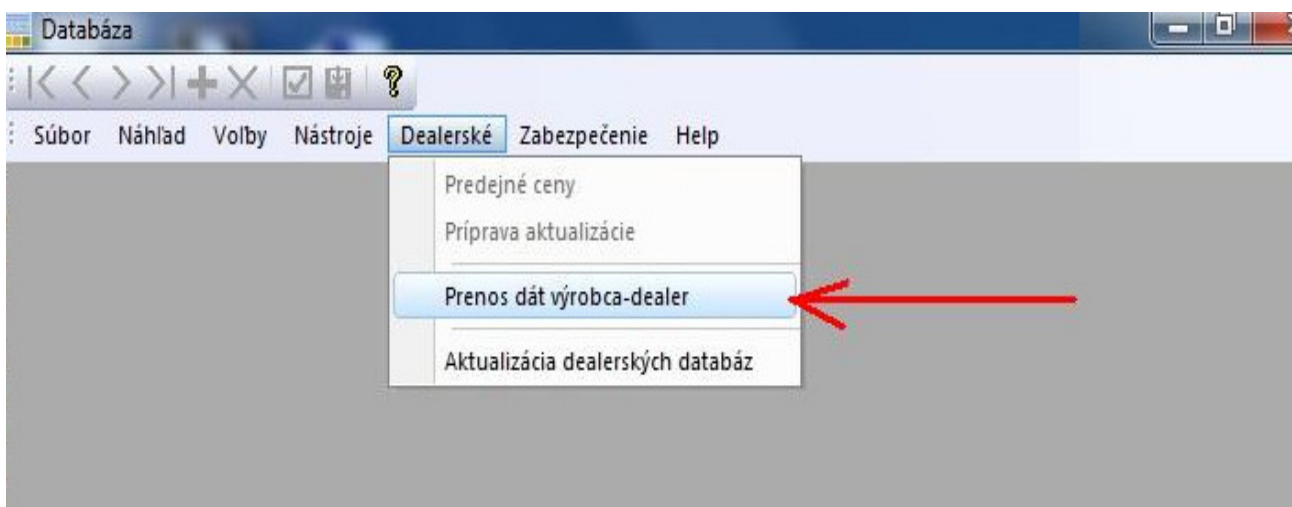 Databáza
Súbor Náhľad Voľby Nástroje Dealerské Zabezpečenie Help
Predejné ceny
Príprava aktualizácie
Prenos dát výrobca-dealer
Aktualizácia dealerských databáz